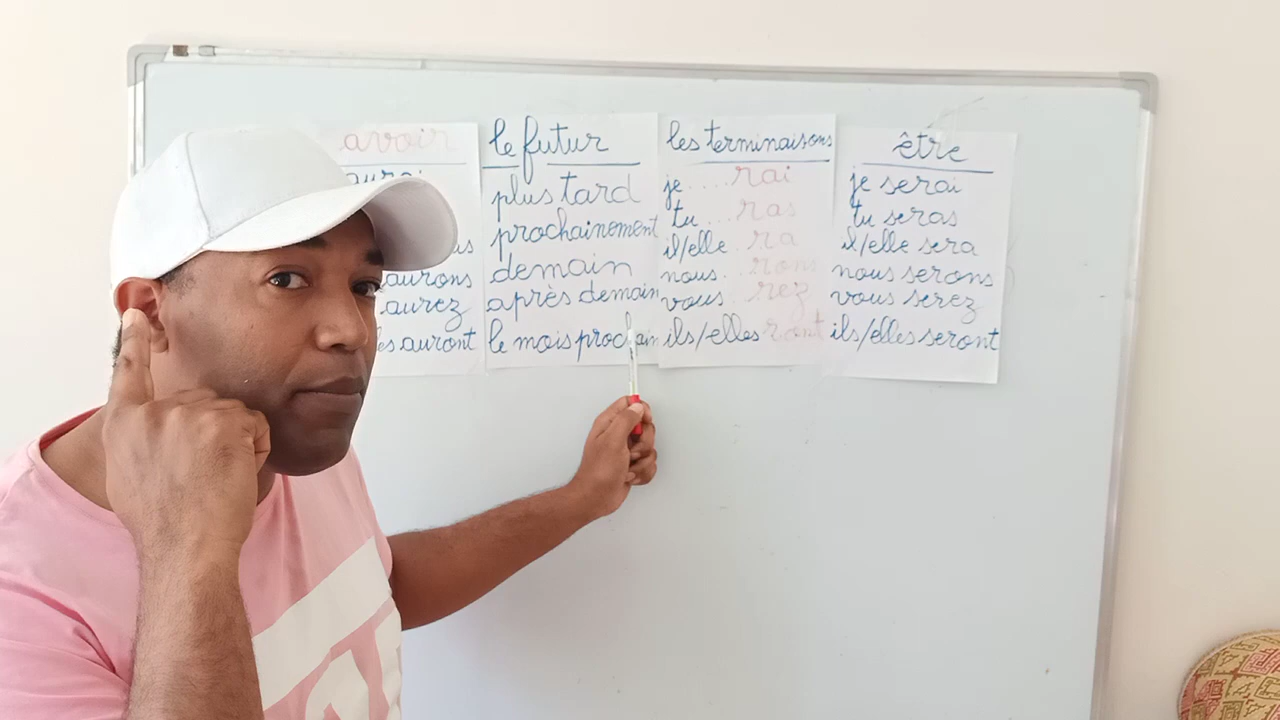 avoir
aurai
aurons
aurez
auront
le futur
plus tard
prochainement
demain
après demain
le mois prochain
les terminaisons
je....rai
tu...ras
il/elle..ra
nous..rons
vous..rez
ils/elles ront
être
je serai
tu seras
il/elle sera
nous serons
vous serez
ils/elles seront